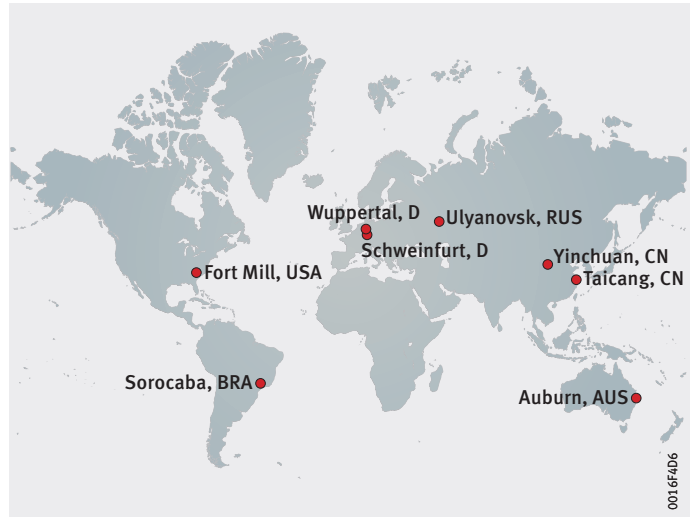 Wuppertal, D
Ulyanovsk, RUS
Schweinfurt, D
Yinchuan, CN
Fort Mill, USA
Taicang, CN
Sorocaba, BRA
Auburn, AUS
0016F4D6